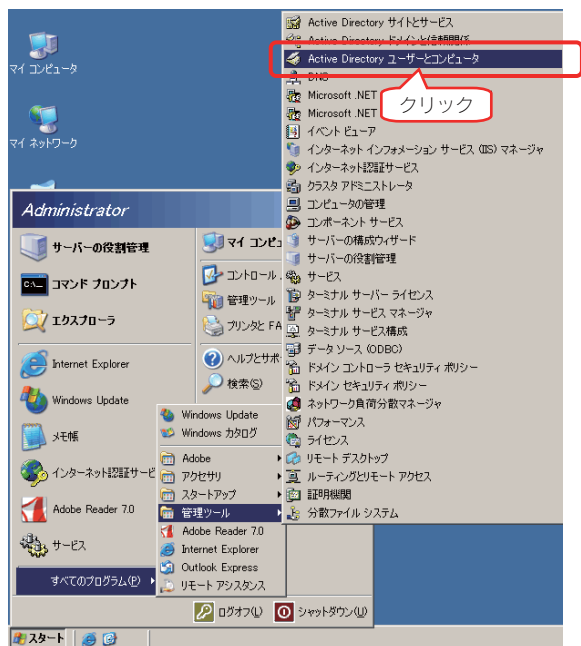 マイ コンピュータ
マイ ネットワーク
Administrator
サーバーの役割管理
コマンド プロンプト
エクスプローラ
Internet Explorer
Windows Update
メモ帳
インターネット認証サービ
Adobe Reader 7.0
サービス
すべてのプログラム(P)
マイ コンピ
コントロール
管理ツール
プリンタと FA
ヘルプとサポ
検索(S)
ログオフ(L)
シャットダウン(U)
スタート
Windows Update
Windows カタログ
Adobe
アクセサリ
スタートアップ
管理ツール
Adobe Reader 7.0
Internet Explorer
Outlook Express
リモート アシスタンス
Active Directory サイトとサービス
Active Directory ドメインと信頼関係
Active Directory ユーザーとコンピュータ
DNS
Microsoft .NET
Microsoft .NET
クリック
イベント ビューア
インターネット インフォメーション サービス (IIS) マネージャ
インターネット認証サービス
クラスタ アドミニストレータ
コンピュータの管理
コンポーネント サービス
サーバーの構成ウィザード
サーバーの役割管理
サービス
ターミナル サーバー ライセンス
ターミナル サービス マネージャ
ターミナル サービス構成
データ ソース (ODBC)
ドメイン コントローラ セキュリティ ポリシー
ドメイン セキュリティ ポリシー
ネットワーク負荷分散マネージャ
パフォーマンス
ライセンス
リモート デスクトップ
ルーティングとリモート アクセス
証明機関
分散ファイル システム